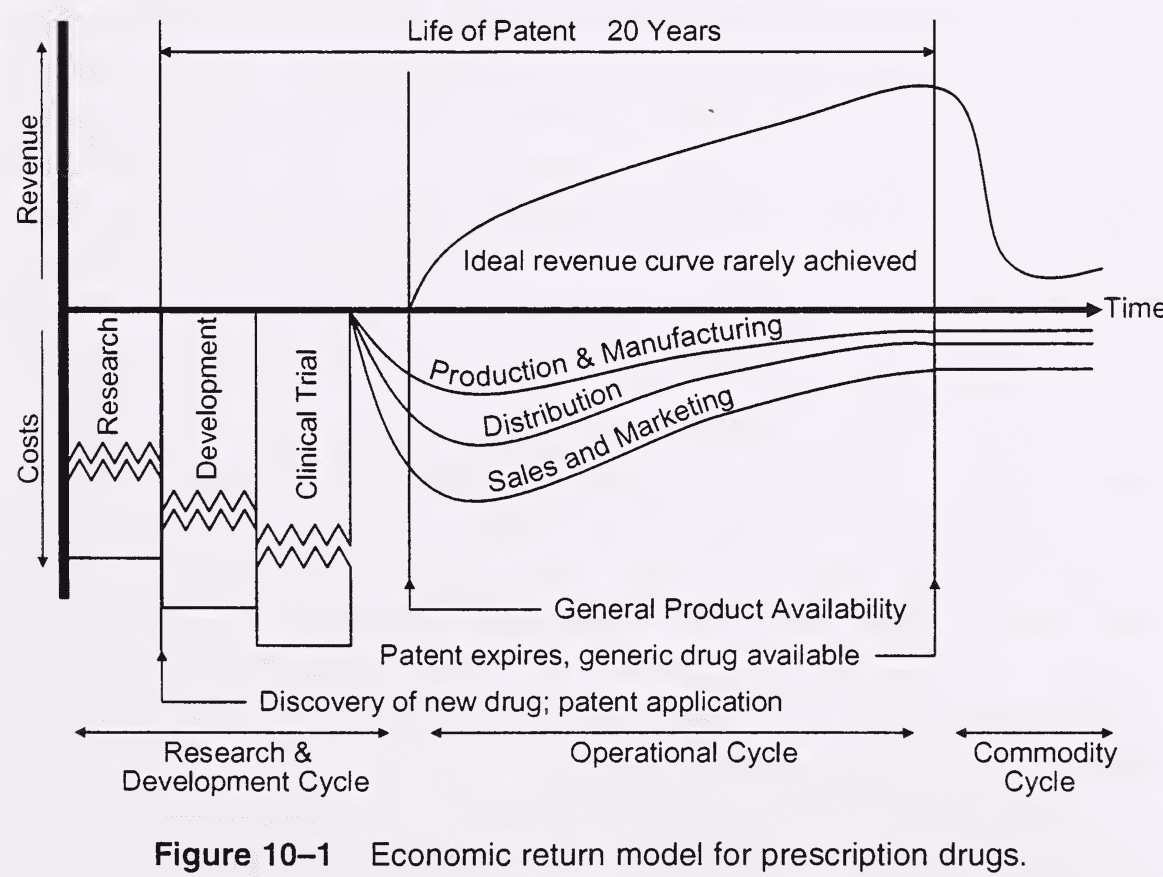 Life of Patent 20 Years
Revenue
Ideal revenue curve rarely achieved
Time
Costs
Research
Development
Clinical Trial
Production & Manufacturing
Distribution
Sales and Marketing
General Product Availability
Patent expires, generic drug available
Discovery of new drug; patent application
Research &
Development Cycle
Operational Cycle
Commodity
Cycle
Figure 10–1 Economic return model for prescription drugs.